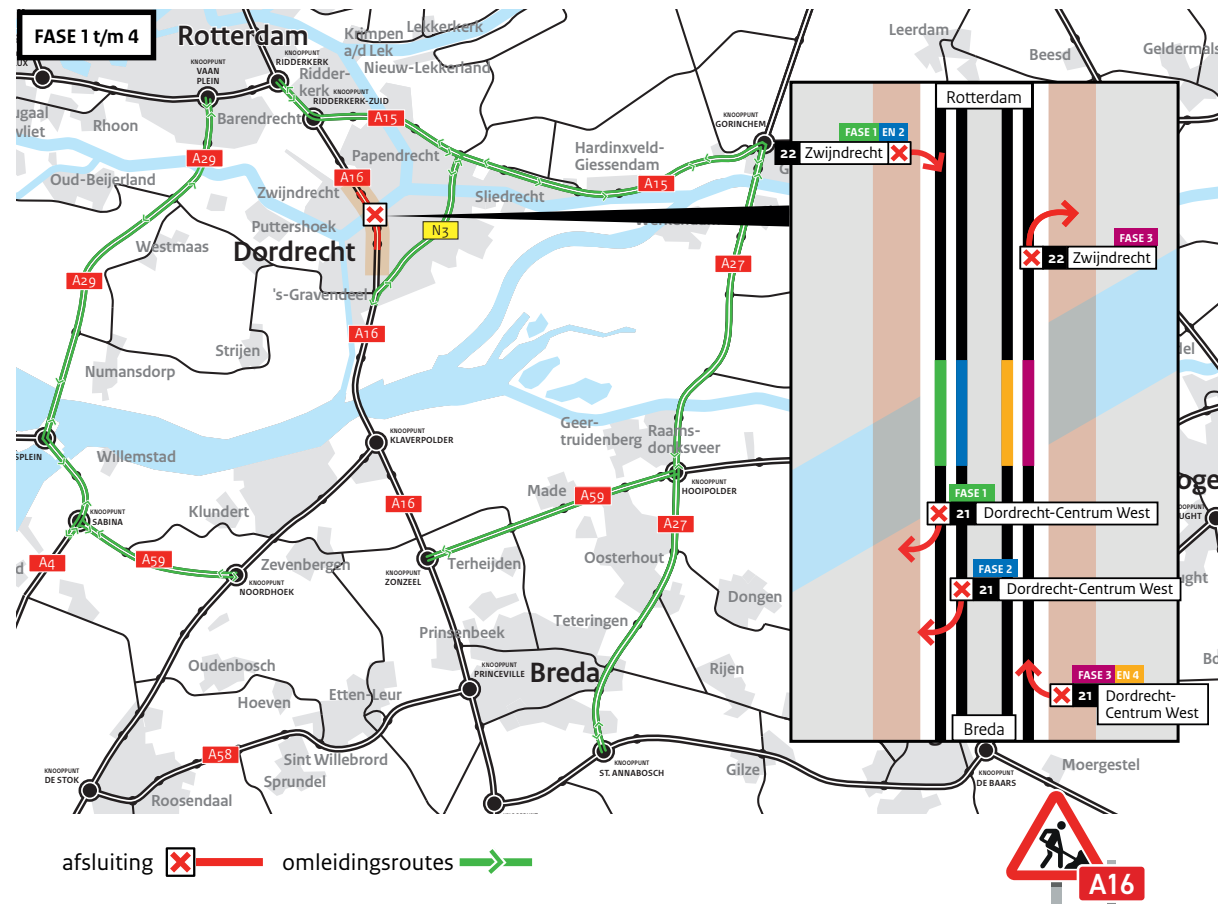 FASE 1 t/m 4
Rotterdam
Krimpen
a/d Lek
Lekkerkerk
Nieuw-Lekkerland
Leerdam
Beesd
Geldermals
KNOOPPUNT
VAAN
PLEIN
KNOOPPUNT
RIDDERKERK
Ridder-
kerk
KNOOPPUNT
RIDDERKERK-ZUID
ugaal
vliet
Rhoon
Barendrecht
A15
KNOOPPUNT
GORINCHEM
A29
Papendrecht
Hardinxveld-
Giessendam
Oud-Beijerland
Zwijndrecht
A16
Sliedrecht
A15
Puttershoek
N3
Westmaas
Dordrecht
A27
A29
's-Gravendeel
A16
Strijen
Numansdorp
SPLEIN
Willemstad
KNOOPPUNT
KLAVERPOLDER
Geer-
truidenberg
Raams-
donksveer
KNOOPPUNT
HOOIPOLDER
Made
A59
A16
KNOOPPUNT
SABINA
Klundert
A27
A4
A59
Zevenbergen
KNOOPPUNT
NOORDHOEK
KNOOPPUNT
ZONZEEL
Terheijden
Oosterhout
Dongen
Teteringen
Prinsenbeek
Oudenbosch
KNOOPPUNT
PRINCEVILLE
Breda
Rijen
Hoeven
Etten-Leur
A58
Sint Willebrord
KNOOPPUNT
DE STOK
Sprundel
Roosendaal
KNOOPPUNT
ST. ANNABOSCH
Gilze
KNOOPPUNT
DE BAARS
Moergestel
Rotterdam
FASE 1 EN 2
22 Zwijndrecht
FASE 3
22 Zwijndrecht
FASE 1
21 Dordrecht-Centrum West
FASE 2
21 Dordrecht-Centrum West
FASE 3 EN 4
21 Dordrecht-
Centrum West
Breda
afsluiting
omleidingsroutes
A16